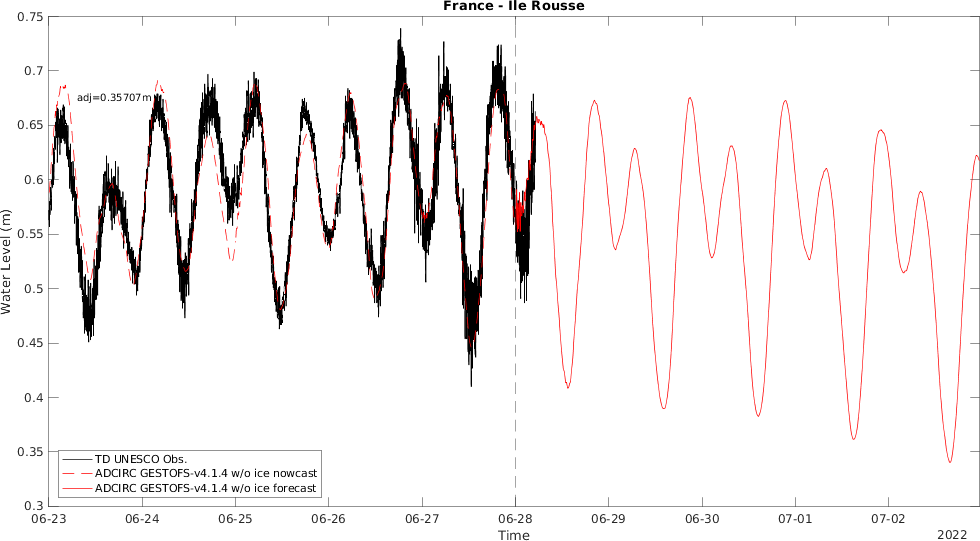 France - Ile Rousse
0.75
0.7
0.65
0.6
0.55
0.5
0.45
0.4
0.35
0.3
Water Level (m)
adj=0.35707m
TD UNESCO Obs.
ADCIRC GESTOFS-v4.1.4 w/o ice nowcast
ADCIRC GESTOFS-v4.1.4 w/o ice forecast
06-23 06-24 06-25 06-26 06-27 06-28 06-29 06-30 07-01 07-02
Time
2022